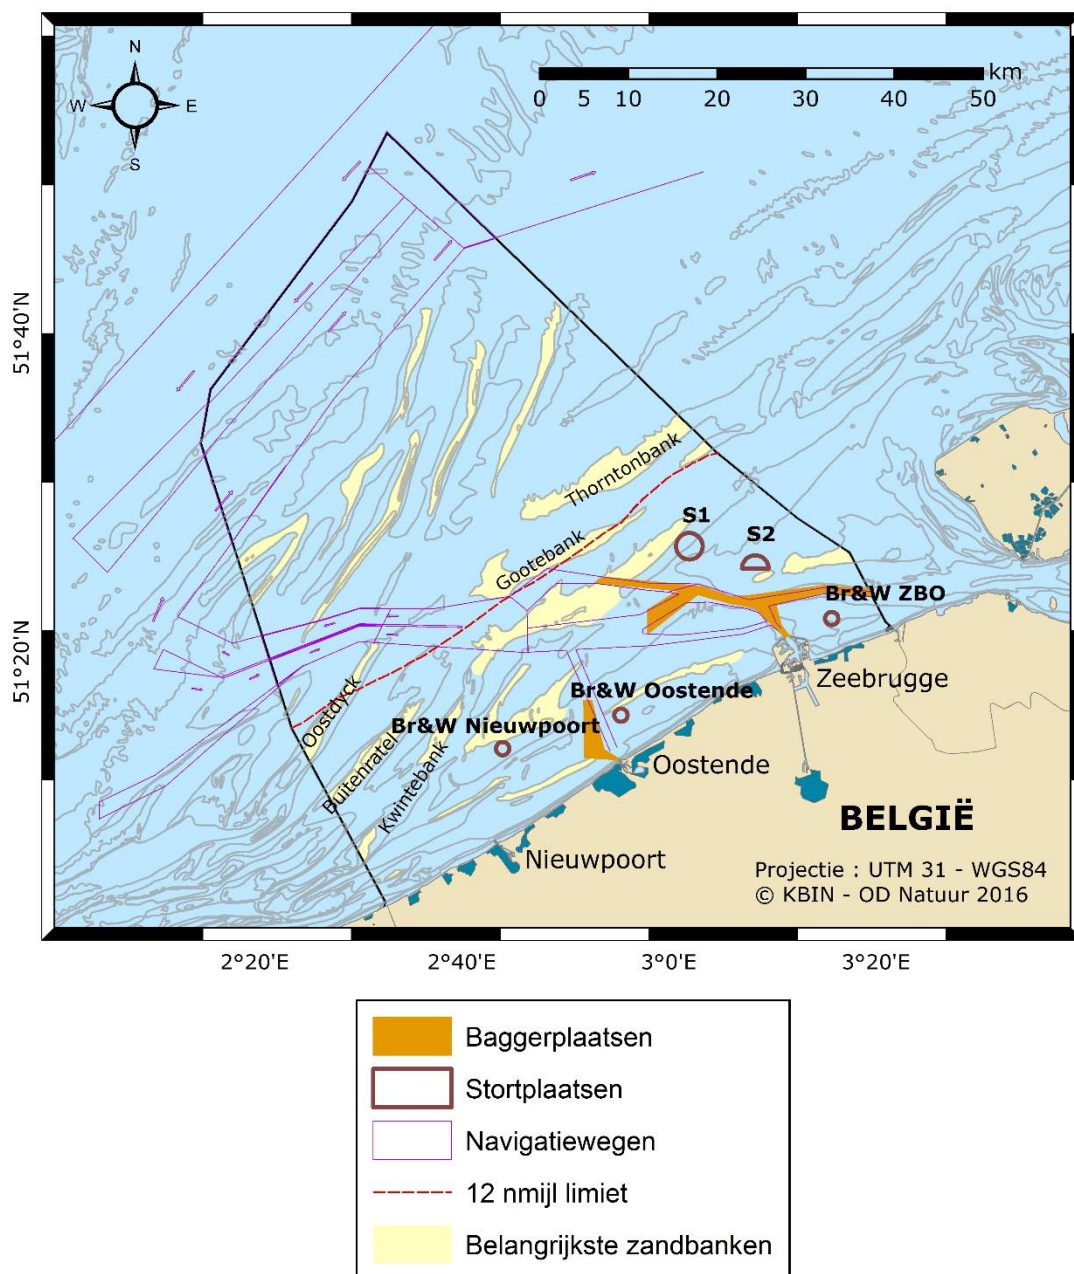 N
W E
S
km
0 5 10 20 30 40 50
51°40'N
51°20'N
Thorntonbank
S1
S2
Gootebank
Br&W ZBO
Zeebrugge
Br&W Oostende
Oostdyck
Br&W Nieuwpoort
Buitenratel
Kwintebank
Oostende
BELGIË
Nieuwpoort
Projectie : UTM 31 - WGS84
© KBIN - OD Natuur 2016
2°20'E 2°40'E 3°0'E 3°20'E
Baggerplaatsen
Stortplaatsen
Navigatiewegen
12 nmijl limiet
Belangrijkste zandbanken